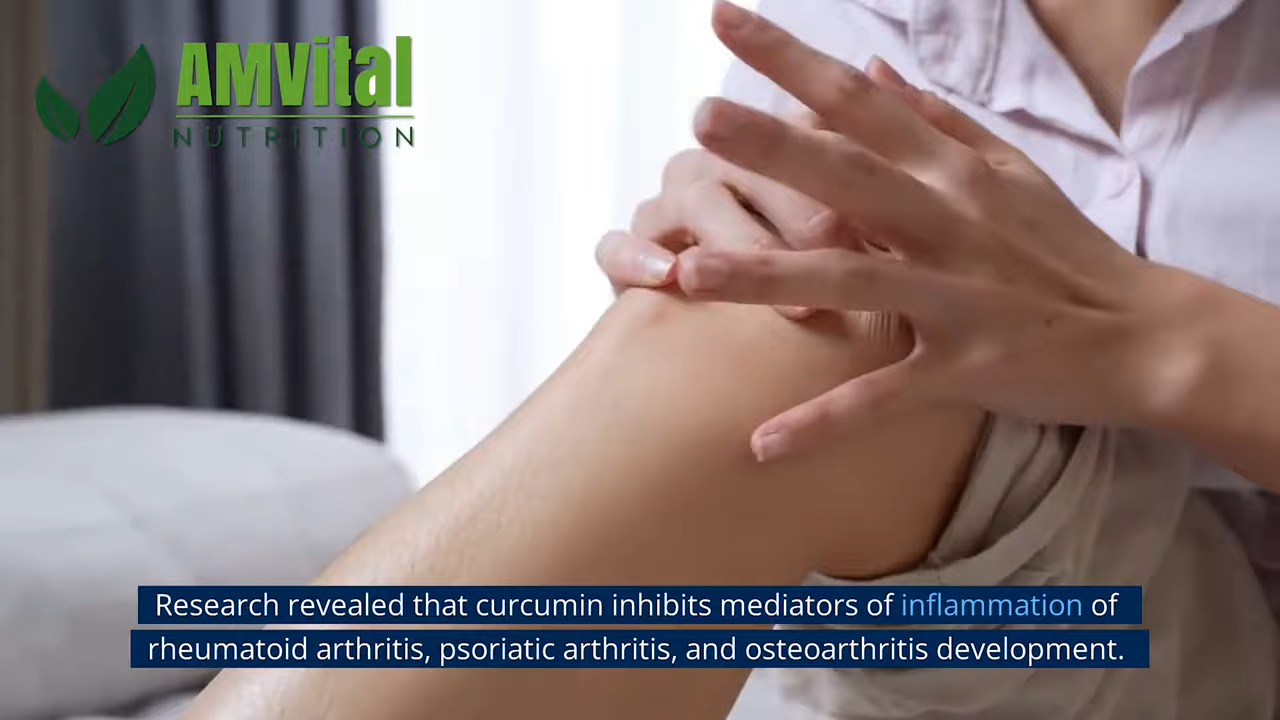 AMVital
NUTRITION
Research revealed that curcumin inhibits mediators of inflammation of
rheumatoid arthritis, psoriatic arthritis, and osteoarthritis development.